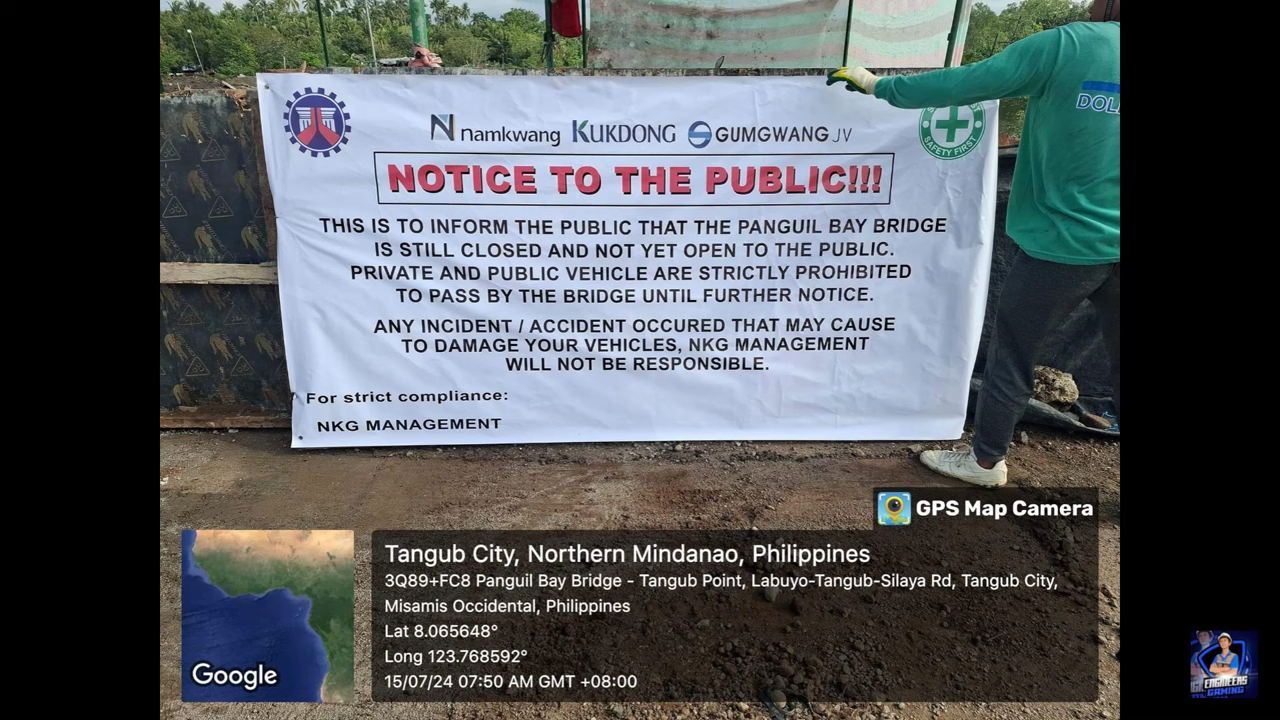 Namkwang KUKDONG GUMGWANG JV
SAFETY FIRST
NOTICE TO THE PUBLIC!!!
THIS IS TO INFORM THE PUBLIC THAT THE PANGUIL BAY BRIDGE
IS STILL CLOSED AND NOT YET OPEN TO THE PUBLIC.
PRIVATE AND PUBLIC VEHICLE ARE STRICTLY PROHIBITED
TO PASS BY THE BRIDGE UNTIL FURTHER NOTICE.
ANY INCIDENT / ACCIDENT OCCURED THAT MAY CAUSE
TO DAMAGE YOUR VEHICLES, NKG MANAGEMENT
WILL NOT BE RESPONSIBLE.
For strict compliance:
NKG MANAGEMENT
GPS Map Camera
Tangub City, Northern Mindanao, Philippines
3Q89+FC8 Panguil Bay Bridge - Tangub Point, Labuyo-Tangub-Silaya Rd, Tangub City,
Misamis Occidental, Philippines
Lat 8.065648°
Long 123.768592°
15/07/24 07:50 AM GMT +08:00
Google
ENGINEERS
GAMING